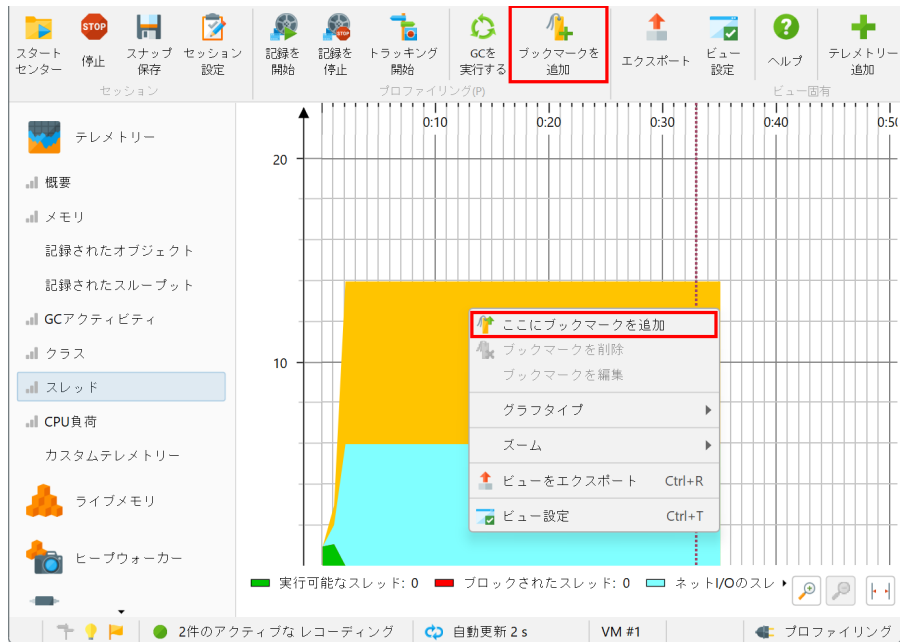 スタート
センター
STOP
停止
スナップ
保存
セッション
設定
セッション
記録を
開始
記録を
停止
トラッキング
開始
GCを
実行する
ブックマークを
追加
プロファイリング(P)
エクスポート
ビュー
設定
ヘルプ
テレメトリー
追加
ビュー固有
テレメトリー
概要
メモリ
記録されたオブジェクト
記録されたスループット
GCアクティビティ
クラス
スレッド
CPU負荷
カスタムテレメトリー
ライブメモリ
ヒープウォーカー
0:10 0:20 0:30 0:40 0:50
20
10
ここにブックマークを追加
ブックマークを削除
ブックマークを編集
グラフタイプ
ズーム
ビューをエクスポート Ctrl+R
ビュー設定 Ctrl+T
実行可能なスレッド: 0 ブロックされたスレッド: 0 ネットI/Oのスレ
2件のアクティブな レコーディング 自動更新 2 s VM #1 プロファイリング